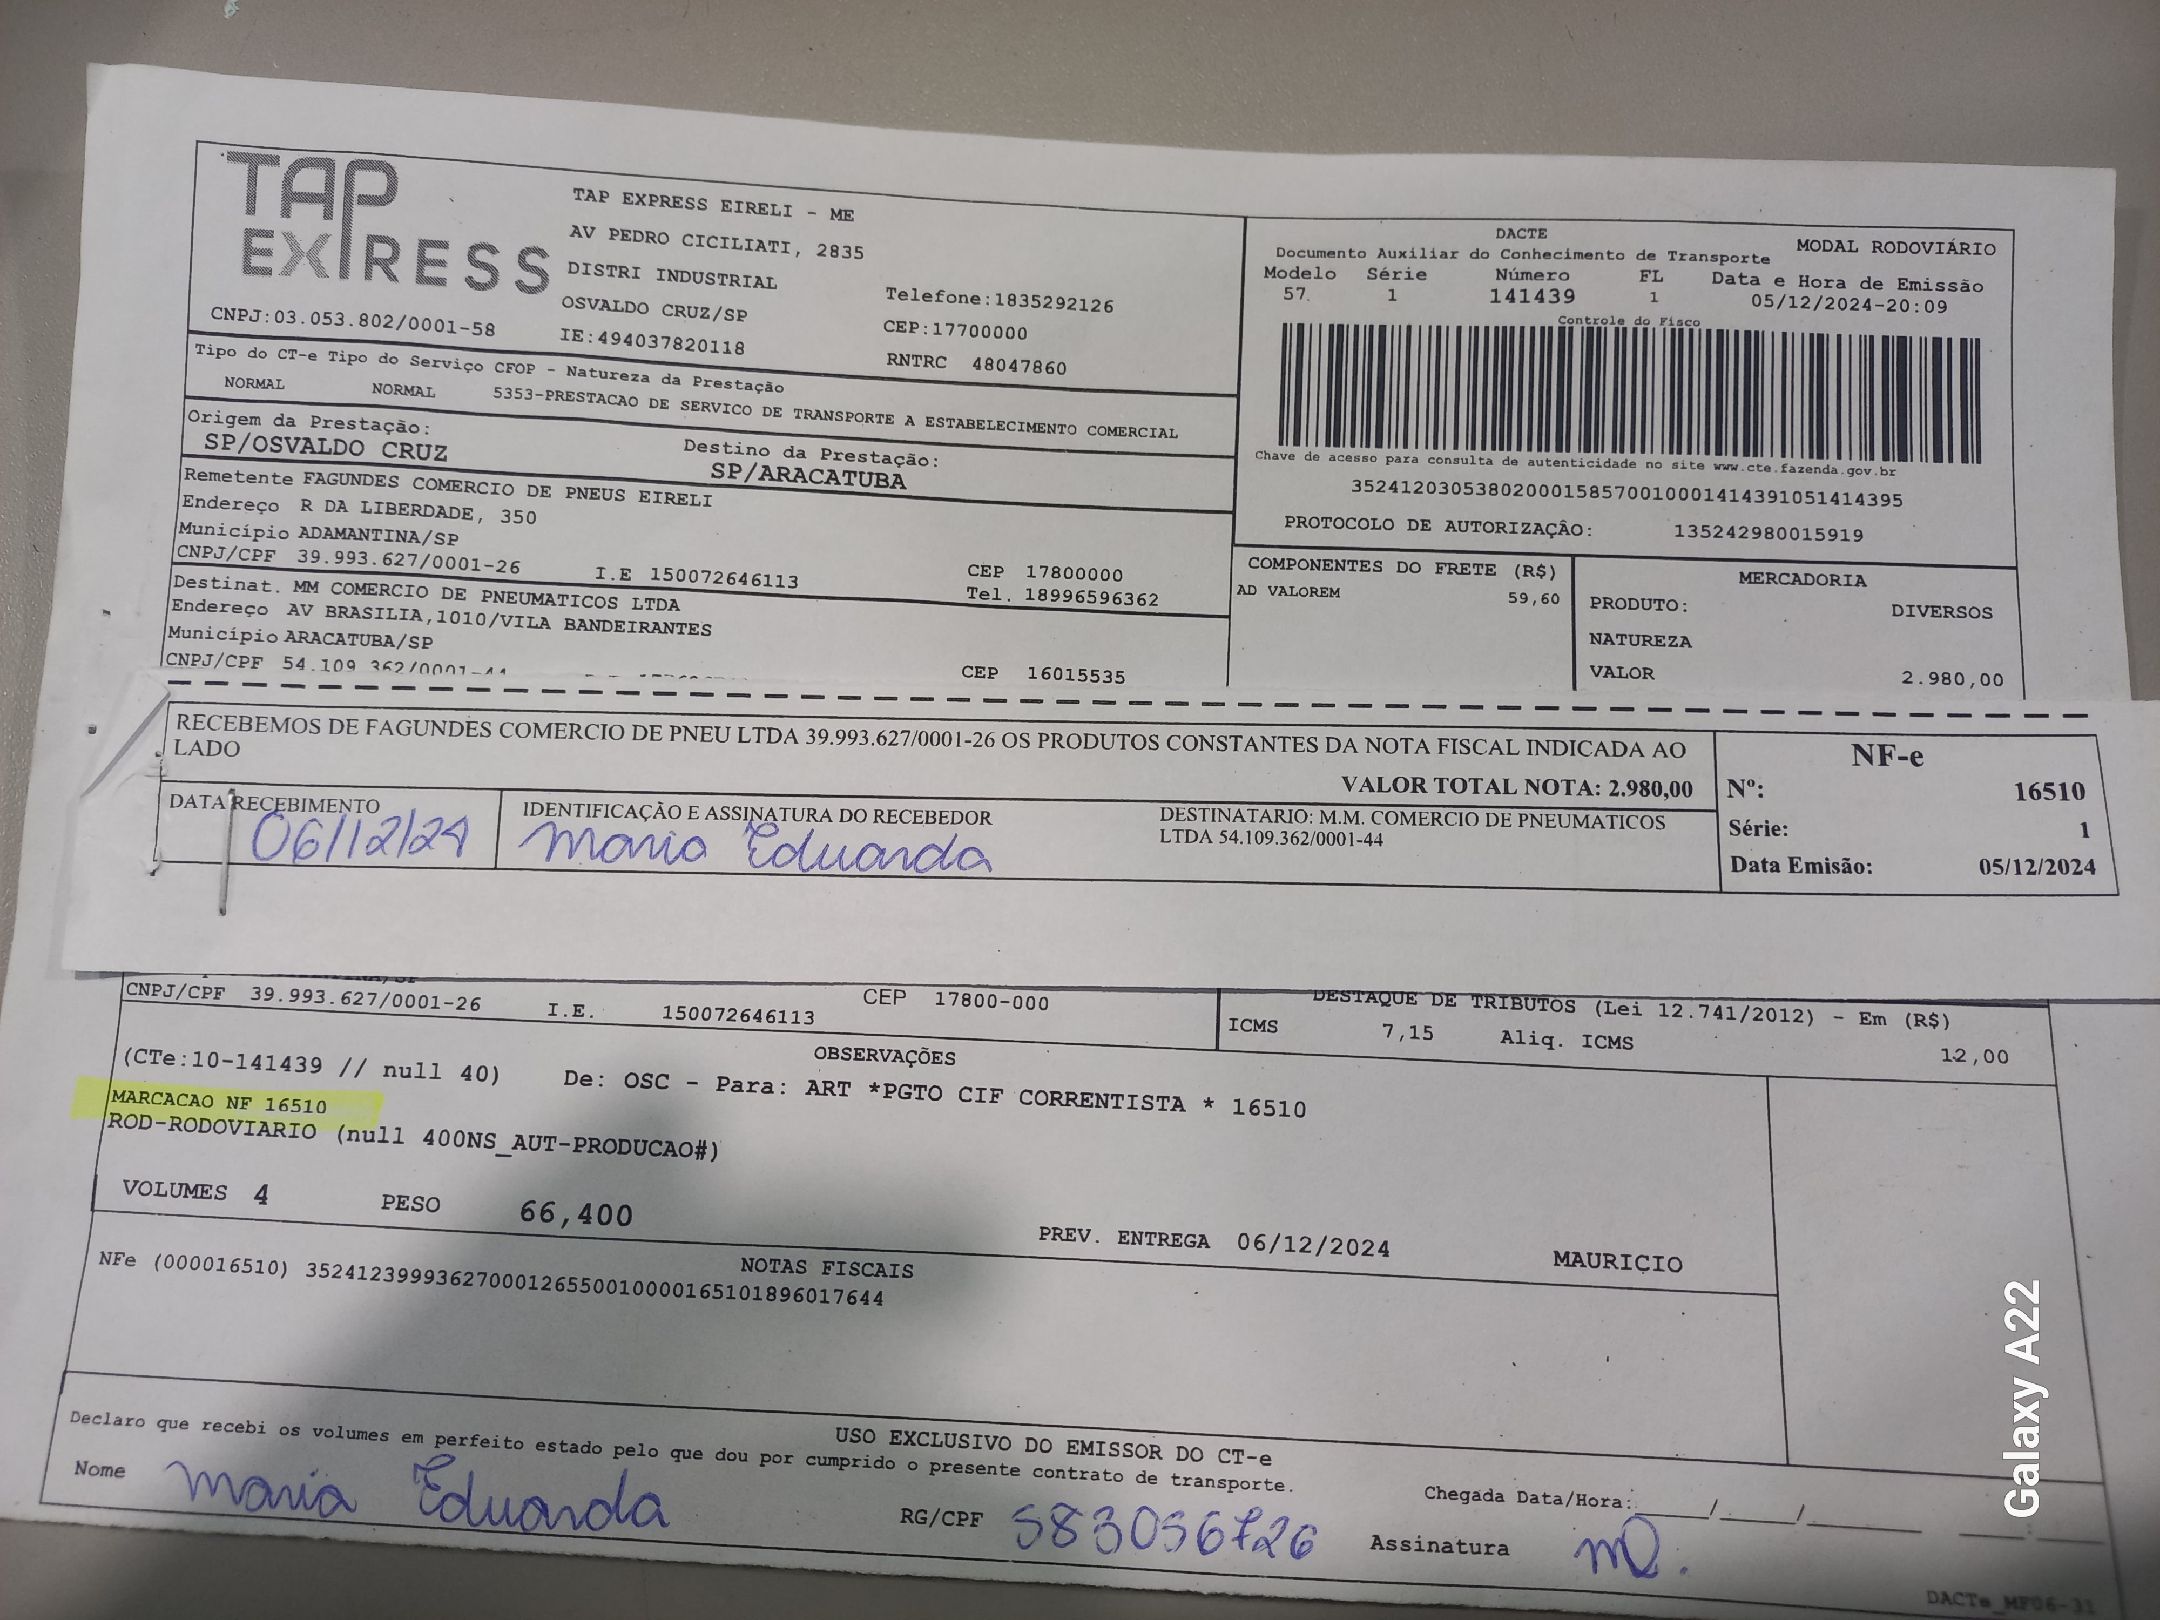 TAP EXPRESS
TAP EXPRESS EIRELI - ME
AV PEDRO CICILIATI, 2835
DISTRI INDUSTRIAL
OSVALDO CRUZ/SP
Telefone:1835292126
CNPJ:03.053.802/0001-58
IE:494037820118
CEP:17700000
RNTRC 48047860
DACTE
MODAL RODOVIÁRIO
Documento Auxiliar do Conhecimento de Transporte
Modelo Série Número FL Data e Hora de Emissão
57. 1 141439 1 05/12/2024-20:09
Controle do Fisco
Chave de acesso para consulta de autenticidade no site www.cte.fazenda.gov.br
35241203053802000158570010001414391051414395
PROTOCOLO DE AUTORIZAÇÂO: 135242980015919
Tipo do CT-e Tipo do Serviço CFOP - Natureza da Prestação
NORMAL NORMAL 5353-PRESTACAO DE SERVICO DE TRANSPORTE A ESTABELECIMENTO COMERCIAL
Origem da Prestação: Destino da Prestação:
SP/OSVALDO CRUZ SP/ARACATUBA
Remetente FAGUNDES COMERCIO DE PNEUS EIRELI
Endereço R DA LIBERDADE, 350
Município ADAMANTINA/SP CEP 17800000
CNPJ/CPF 39.993.627/0001-26 I.E 150072646113 Tel. 18996596362
Destinat. MM COMERCIO DE PNEUMATICOS LTDA
Endereço AV BRASILIA,1010/VILA BANDEIRANTES
Município ARACATUBA/SP CEP 16015535
CNPJ/CPF 54.109.362/0001-44
COMPONENTES DO FRETE (R$)
AD VALOREM 59,60
MERCADORIA
PRODUTO: DIVERSOS
NATUREZA
VALOR 2.980,00
RECEBEMOS DE FAGUNDES COMERCIO DE PNEU LTDA 39.993.627/0001-26 OS PRODUTOS CONSTANTES DA NOTA FISCAL INDICADA AO
LADO
VALOR TOTAL NOTA: 2.980,00
DATA RECEBIMENTO
06/12/24
IDENTIFICAÇÃO E ASSINATURA DO RECEBEDOR
Maria Eduarda
DESTINATARIO: M.M. COMERCIO DE PNEUMATICOS
LTDA 54.109.362/0001-44
NF-e
Nº: 16510
Série: 1
Data Emisão: 05/12/2024
CNPJ/CPF 39.993.627/0001-26 I.E. 150072646113 CEP 17800-000
DESTAQUE DE TRIBUTOS (Lei 12.741/2012) - Em (R$)
ICMS 7,15 Aliq. ICMS 12,00
OBSERVAÇÕES
(CTe:10-141439 // null 40) De: OSC - Para: ART *PGTO CIF CORRENTISTA * 16510
MARCACAO NF 16510
ROD-RODOVIARIO (null 400NS_AUT-PRODUCAO#)
VOLUMES 4 PESO 66,400 PREV. ENTREGA 06/12/2024 MAURICIO
NOTAS FISCAIS
NFe (000016510) 35241239993627000126550010000165101896017644
USO EXCLUSIVO DO EMISSOR DO CT-e
Declaro que recebi os volumes em perfeito estado pelo que dou por cumprido o presente contrato de transporte.
Nome Maria Eduarda RG/CPF 583056726
Chegada Data/Hora: / /
Assinatura
Galaxy A22